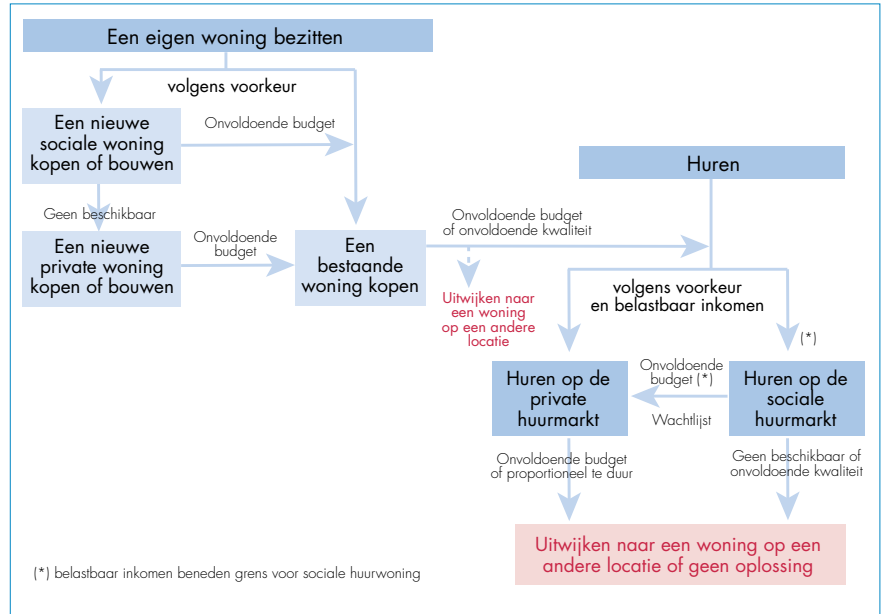 Een eigen woning bezitten
volgens voorkeur
Een nieuwe
sociale woning
kopen of bouwen
Onvoldoende budget
Geen beschikbaar
Een nieuwe
private woning
kopen of bouwen
Onvoldoende
budget
Een
bestaande
woning kopen
Onvoldoende budget
of onvoldoende kwaliteit
Uitwijken naar
een woning
op een andere
locatie
Huren
volgens voorkeur
en belastbaar inkomen
(*)
Huren op de
private
huurmarkt
Onvoldoende
budget (*)
Wachtlijst
Huren op de
sociale
huurmarkt
Onvoldoende budget
of proportioneel te duur
Geen beschikbaar of
onvoldoende kwaliteit
Uitwijken naar een woning op een
andere locatie of geen oplossing
(*) belastbaar inkomen beneden grens voor sociale huurwoning